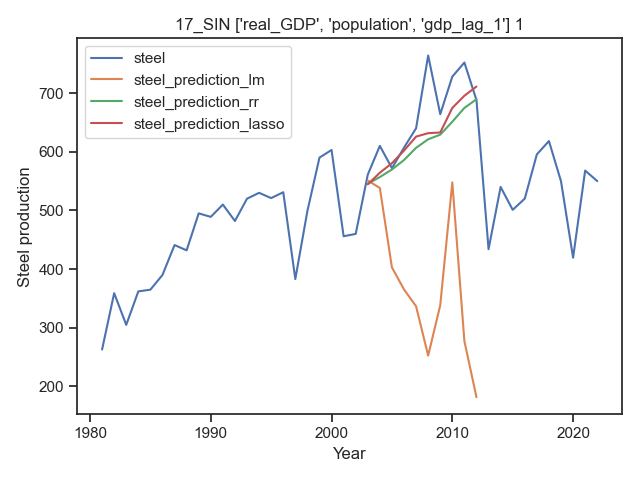 17_SIN ['real_GDP', 'population', 'gdp_lag_1'] 1
steel
steel_prediction_lm
steel_prediction_rr
steel_prediction_lasso
Steel production
700
600
500
400
300
200
1980
1990
2000
2010
2020
Year